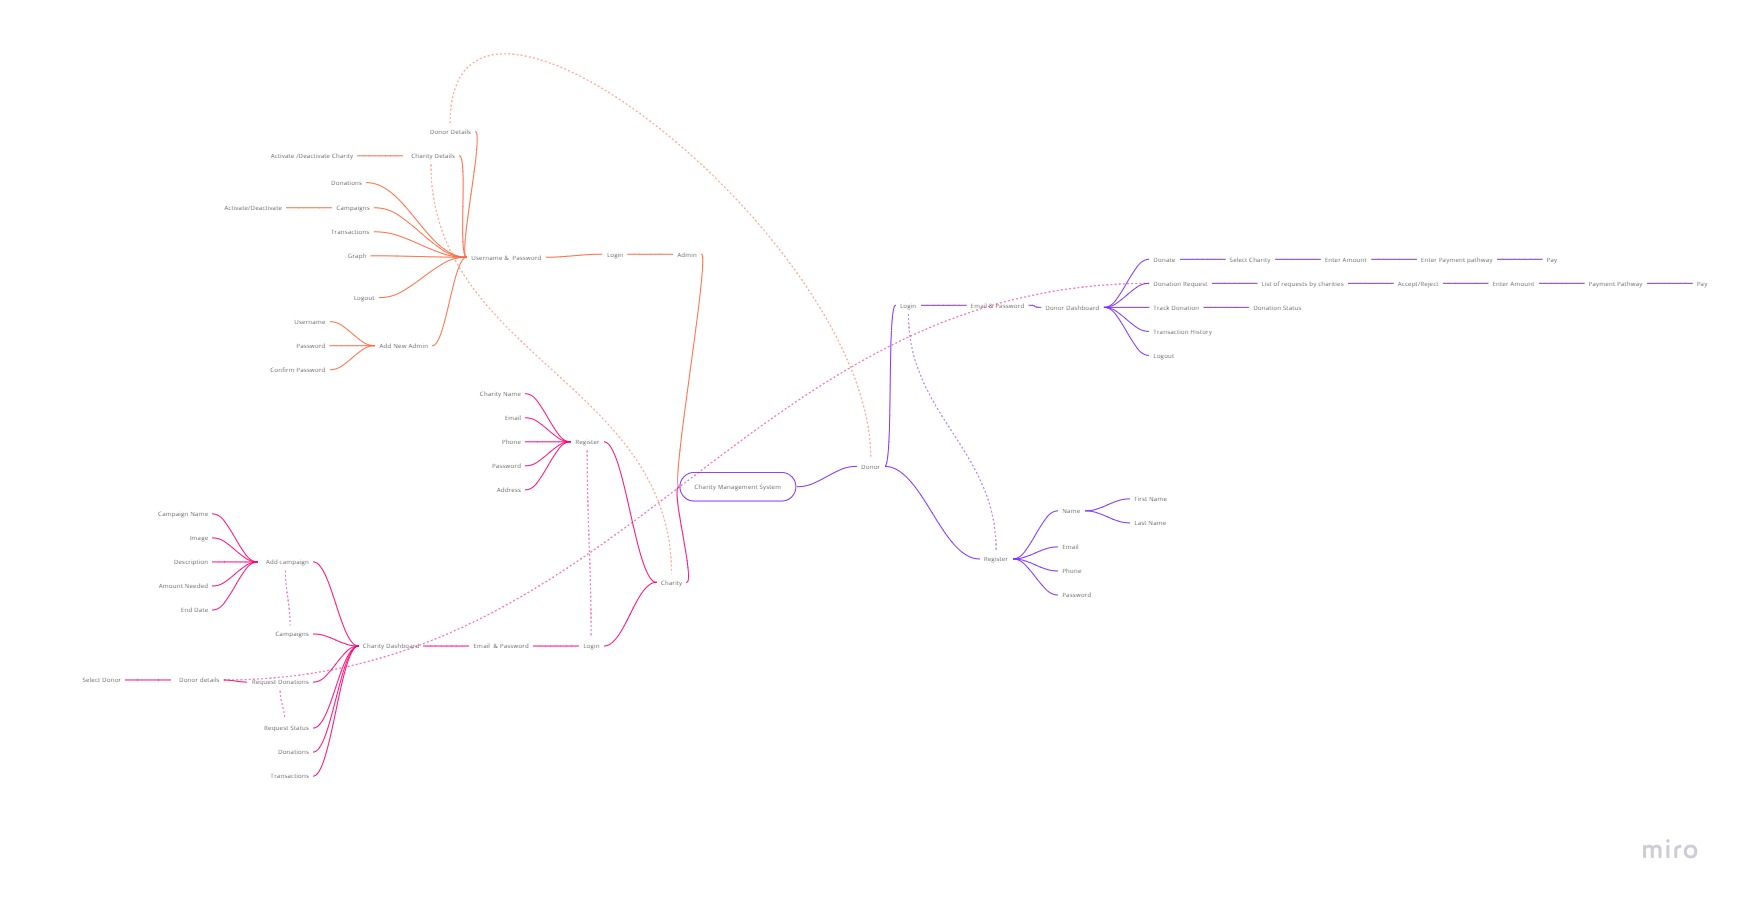 Donor Details
Activate /Deactivate Charity
Charity Details
Donations
Activate/Deactivate
Campaigns
Transactions
Graph
Username & Password
Login
Admin
Logout
Username
Password
Add New Admin
Confirm Password
Charity Name
Email
Phone
Register
Password
Address
Charity Management System
Donor
Login
Email & Password
Donor Dashboard
Donate
Select Charity
Enter Amount
Enter Payment pathway
Pay
Donation Request
List of requests by charities
Accept/Reject
Enter Amount
Payment Pathway
Pay
Track Donation
Donation Status
Transaction History
Logout
Register
Name
First Name
Last Name
Email
Phone
Password
Charity
Login
Email & Password
Charity Dashboard
Campaign Name
Image
Description
Add campaign
Amount Needed
End Date
Campaigns
Select Donor
Donor details
Request Donations
Request Status
Donations
Transactions
miro